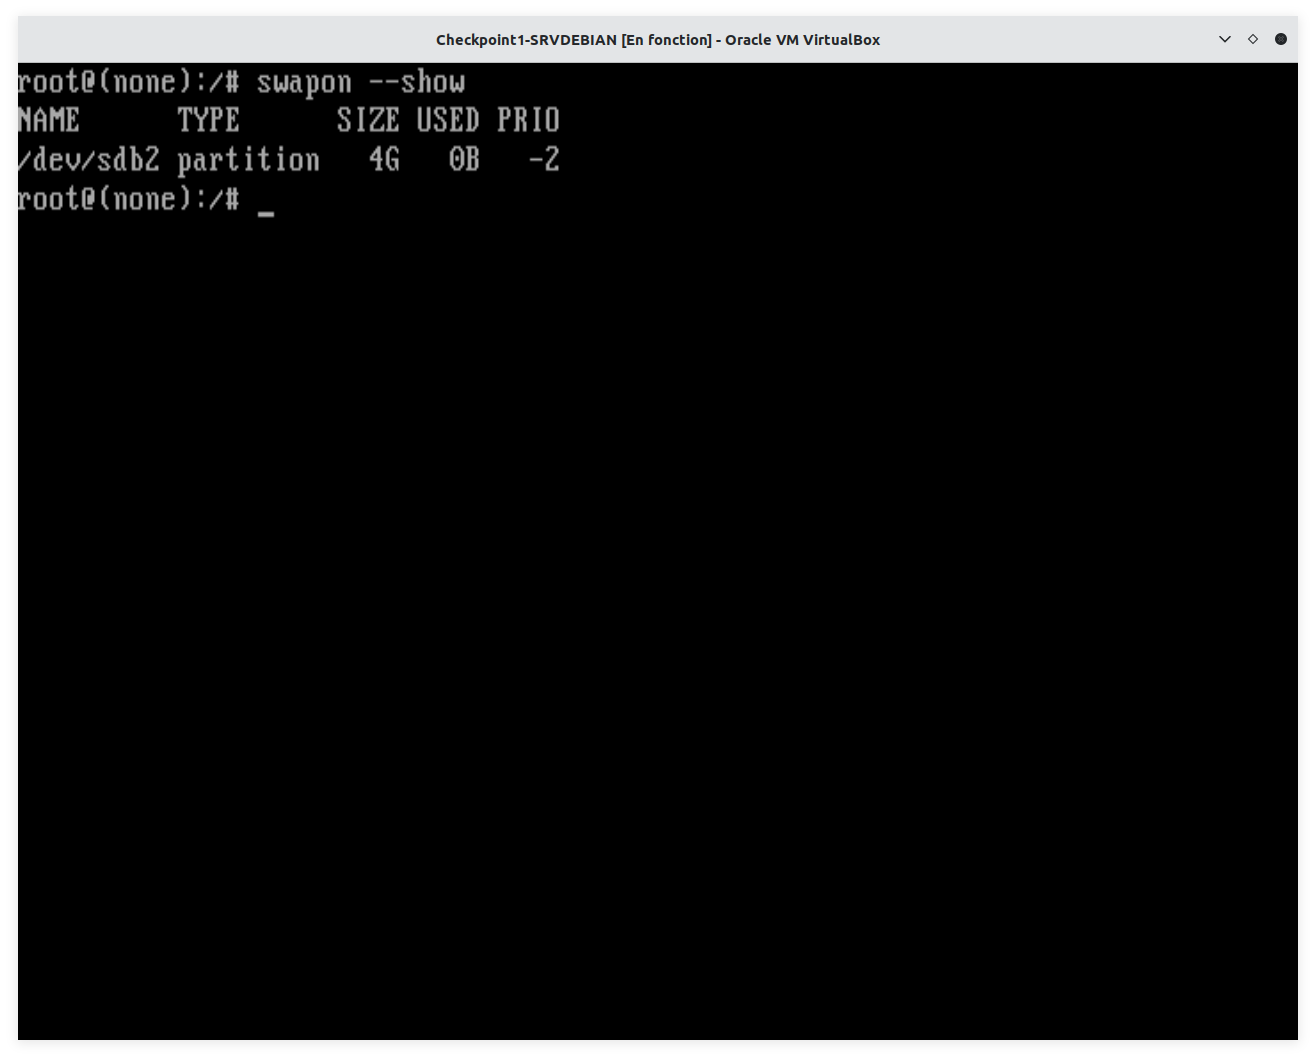 Checkpoint1-SRVDEBIAN [En fonction] - Oracle VM VirtualBox
root@(none):/# swapon --show
NAME      TYPE      SIZE USED PRIO
/dev/sdb2 partition   4G   0B   -2
root@(none):/# _